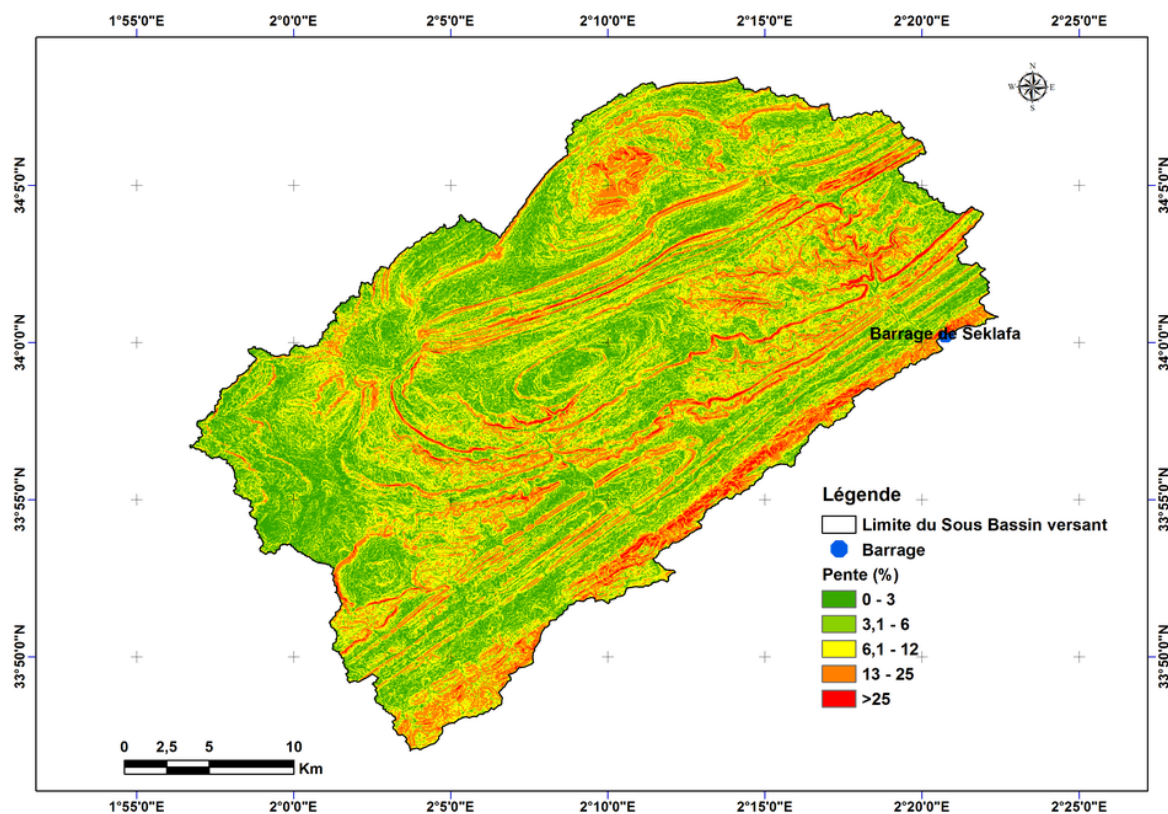 1°55'0"E 2°0'0"E 2°5'0"E 2°10'0"E 2°15'0"E 2°20'0"E 2°25'0"E
N
W E
S
34°5'0"N 34°5'0"N
34°0'0"N 34°0'0"N
Barrage de Seklafa
33°55'0"N 33°55'0"N
33°50'0"N 33°50'0"N
Légende
Limite du Sous Bassin versant
Barrage
Pente (%)
0 - 3
3,1 - 6
6,1 - 12
13 - 25
>25
0 2,5 5 10
Km
1°55'0"E 2°0'0"E 2°5'0"E 2°10'0"E 2°15'0"E 2°20'0"E 2°25'0"E